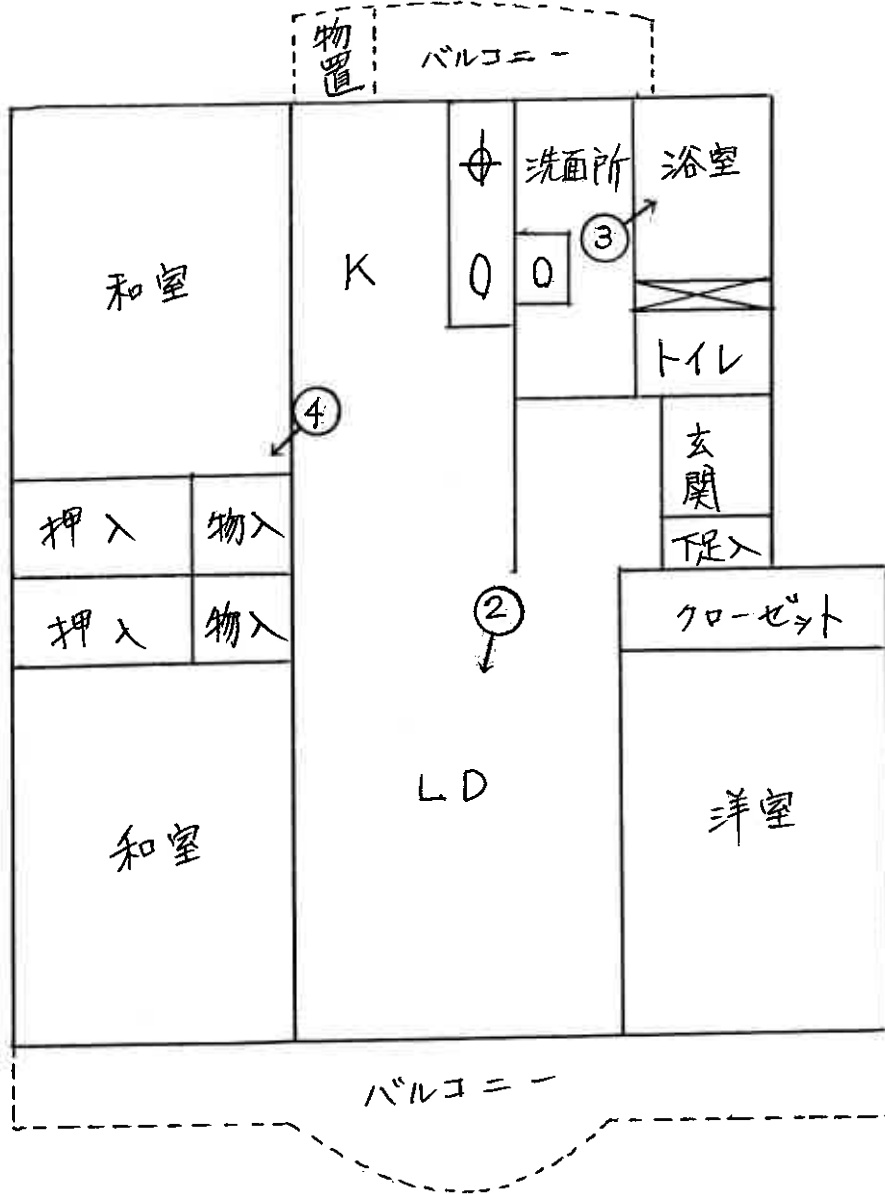 物置
バルコニー
洗面所
浴室
③
和室
K
トイレ
④
玄関
押入
物入
下足入
押入
物入
②
クローゼット
LD
洋室
和室
バルコニー